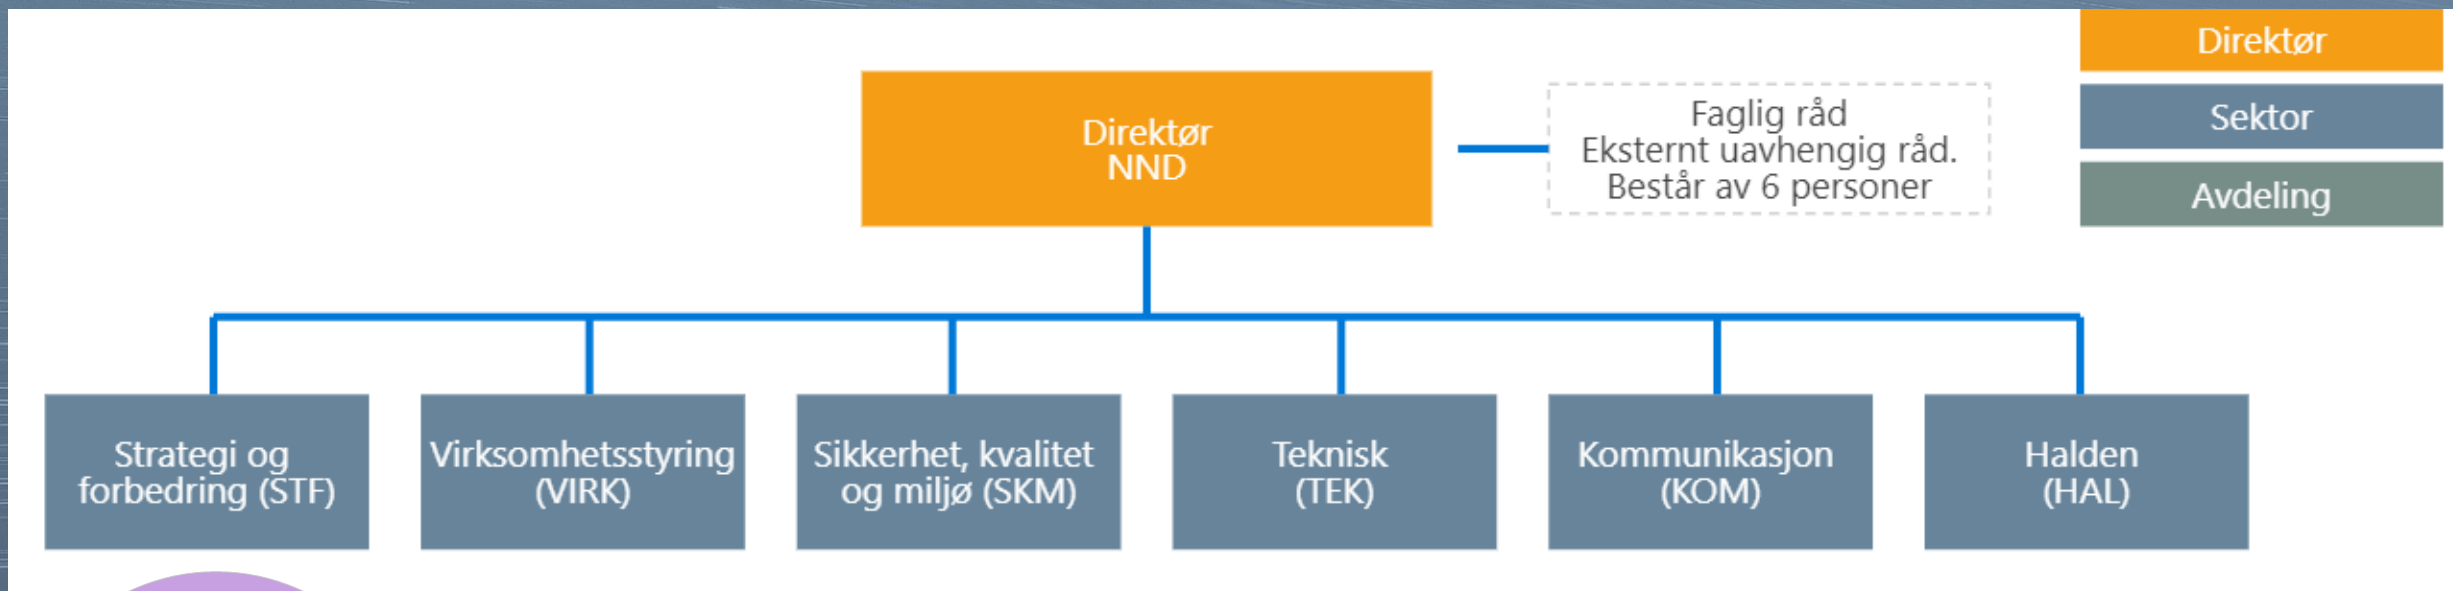 Direktør
Sektor
Avdeling
Direktør
NND
Faglig råd
Eksternt uavhengig råd.
Består av 6 personer
Strategi og
forbedring (STF)
Virksomhetsstyring
(VIRK)
Sikkerhet, kvalitet
og miljø (SKM)
Teknisk
(TEK)
Kommunikasjon
(KOM)
Halden
(HAL)